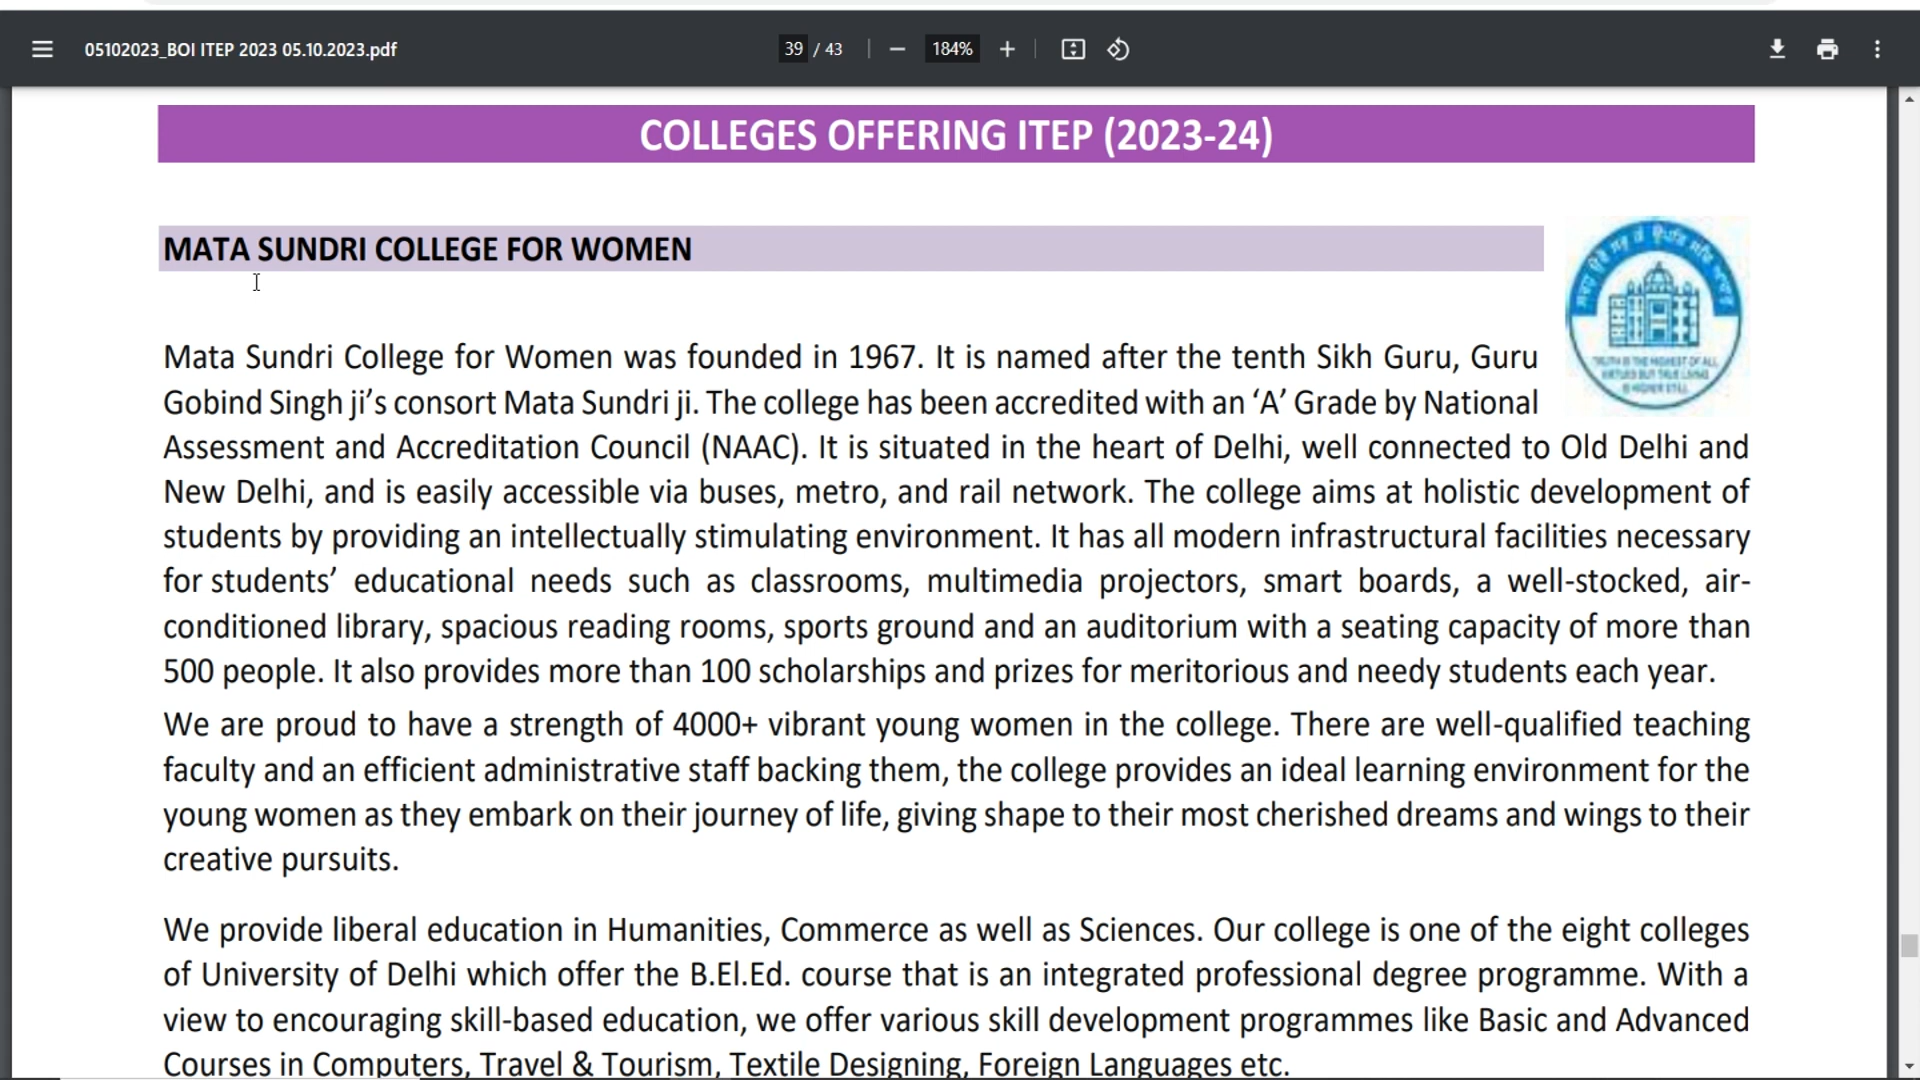 05102023_BOI ITEP 2023 05.10.2023.pdf
39 / 43
184%
COLLEGES OFFERING ITEP (2023-24)
MATA SUNDRI COLLEGE FOR WOMEN
Mata Sundri College for Women was founded in 1967. It is named after the tenth Sikh Guru, Guru
Gobind Singh ji’s consort Mata Sundri ji. The college has been accredited with an ‘A’ Grade by National
Assessment and Accreditation Council (NAAC). It is situated in the heart of Delhi, well connected to Old Delhi and
New Delhi, and is easily accessible via buses, metro, and rail network. The college aims at holistic development of
students by providing an intellectually stimulating environment. It has all modern infrastructural facilities necessary
for students’ educational needs such as classrooms, multimedia projectors, smart boards, a well-stocked, air-
conditioned library, spacious reading rooms, sports ground and an auditorium with a seating capacity of more than
500 people. It also provides more than 100 scholarships and prizes for meritorious and needy students each year.
We are proud to have a strength of 4000+ vibrant young women in the college. There are well-qualified teaching
faculty and an efficient administrative staff backing them, the college provides an ideal learning environment for the
young women as they embark on their journey of life, giving shape to their most cherished dreams and wings to their
creative pursuits.
We provide liberal education in Humanities, Commerce as well as Sciences. Our college is one of the eight colleges
of University of Delhi which offer the B.El.Ed. course that is an integrated professional degree programme. With a
view to encouraging skill-based education, we offer various skill development programmes like Basic and Advanced
Courses in Computers, Travel & Tourism, Textile Designing, Foreign Languages etc.
TRUTH IS THE HIGHEST OF ALL
VIRTUES BUT TRUE LIVING
IS HIGHER STILL